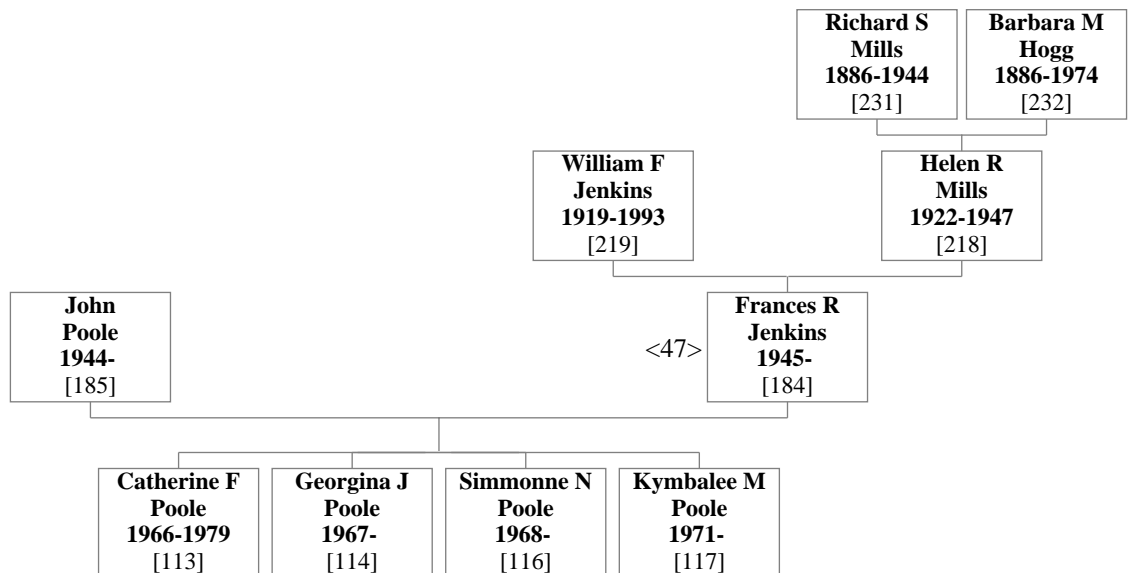 Richard S
Mills
1886-1944
[231]
Barbara M
Hogg
1886-1974
[232]
William F
Jenkins
1919-1993
[219]
Helen R
Mills
1922-1947
[218]
John
Poole
1944-
[185]
<47>
Frances R
Jenkins
1945-
[184]
Catherine F
Poole
1966-1979
[113]
Georgina J
Poole
1967-
[114]
Simmonne N
Poole
1968-
[116]
Kymbalee M
Poole
1971-
[117]